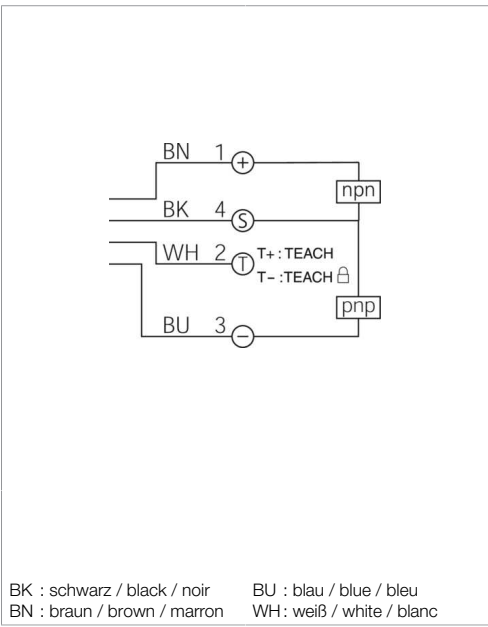 BN 1 +
npn
BK 4 S
WH 2 T T+ : TEACH
T– :TEACH
pnp
BU 3 –
BK : schwarz / black / noir
BN : braun / brown / marron
BU : blau / blue / bleu
WH : weiß / white / blanc